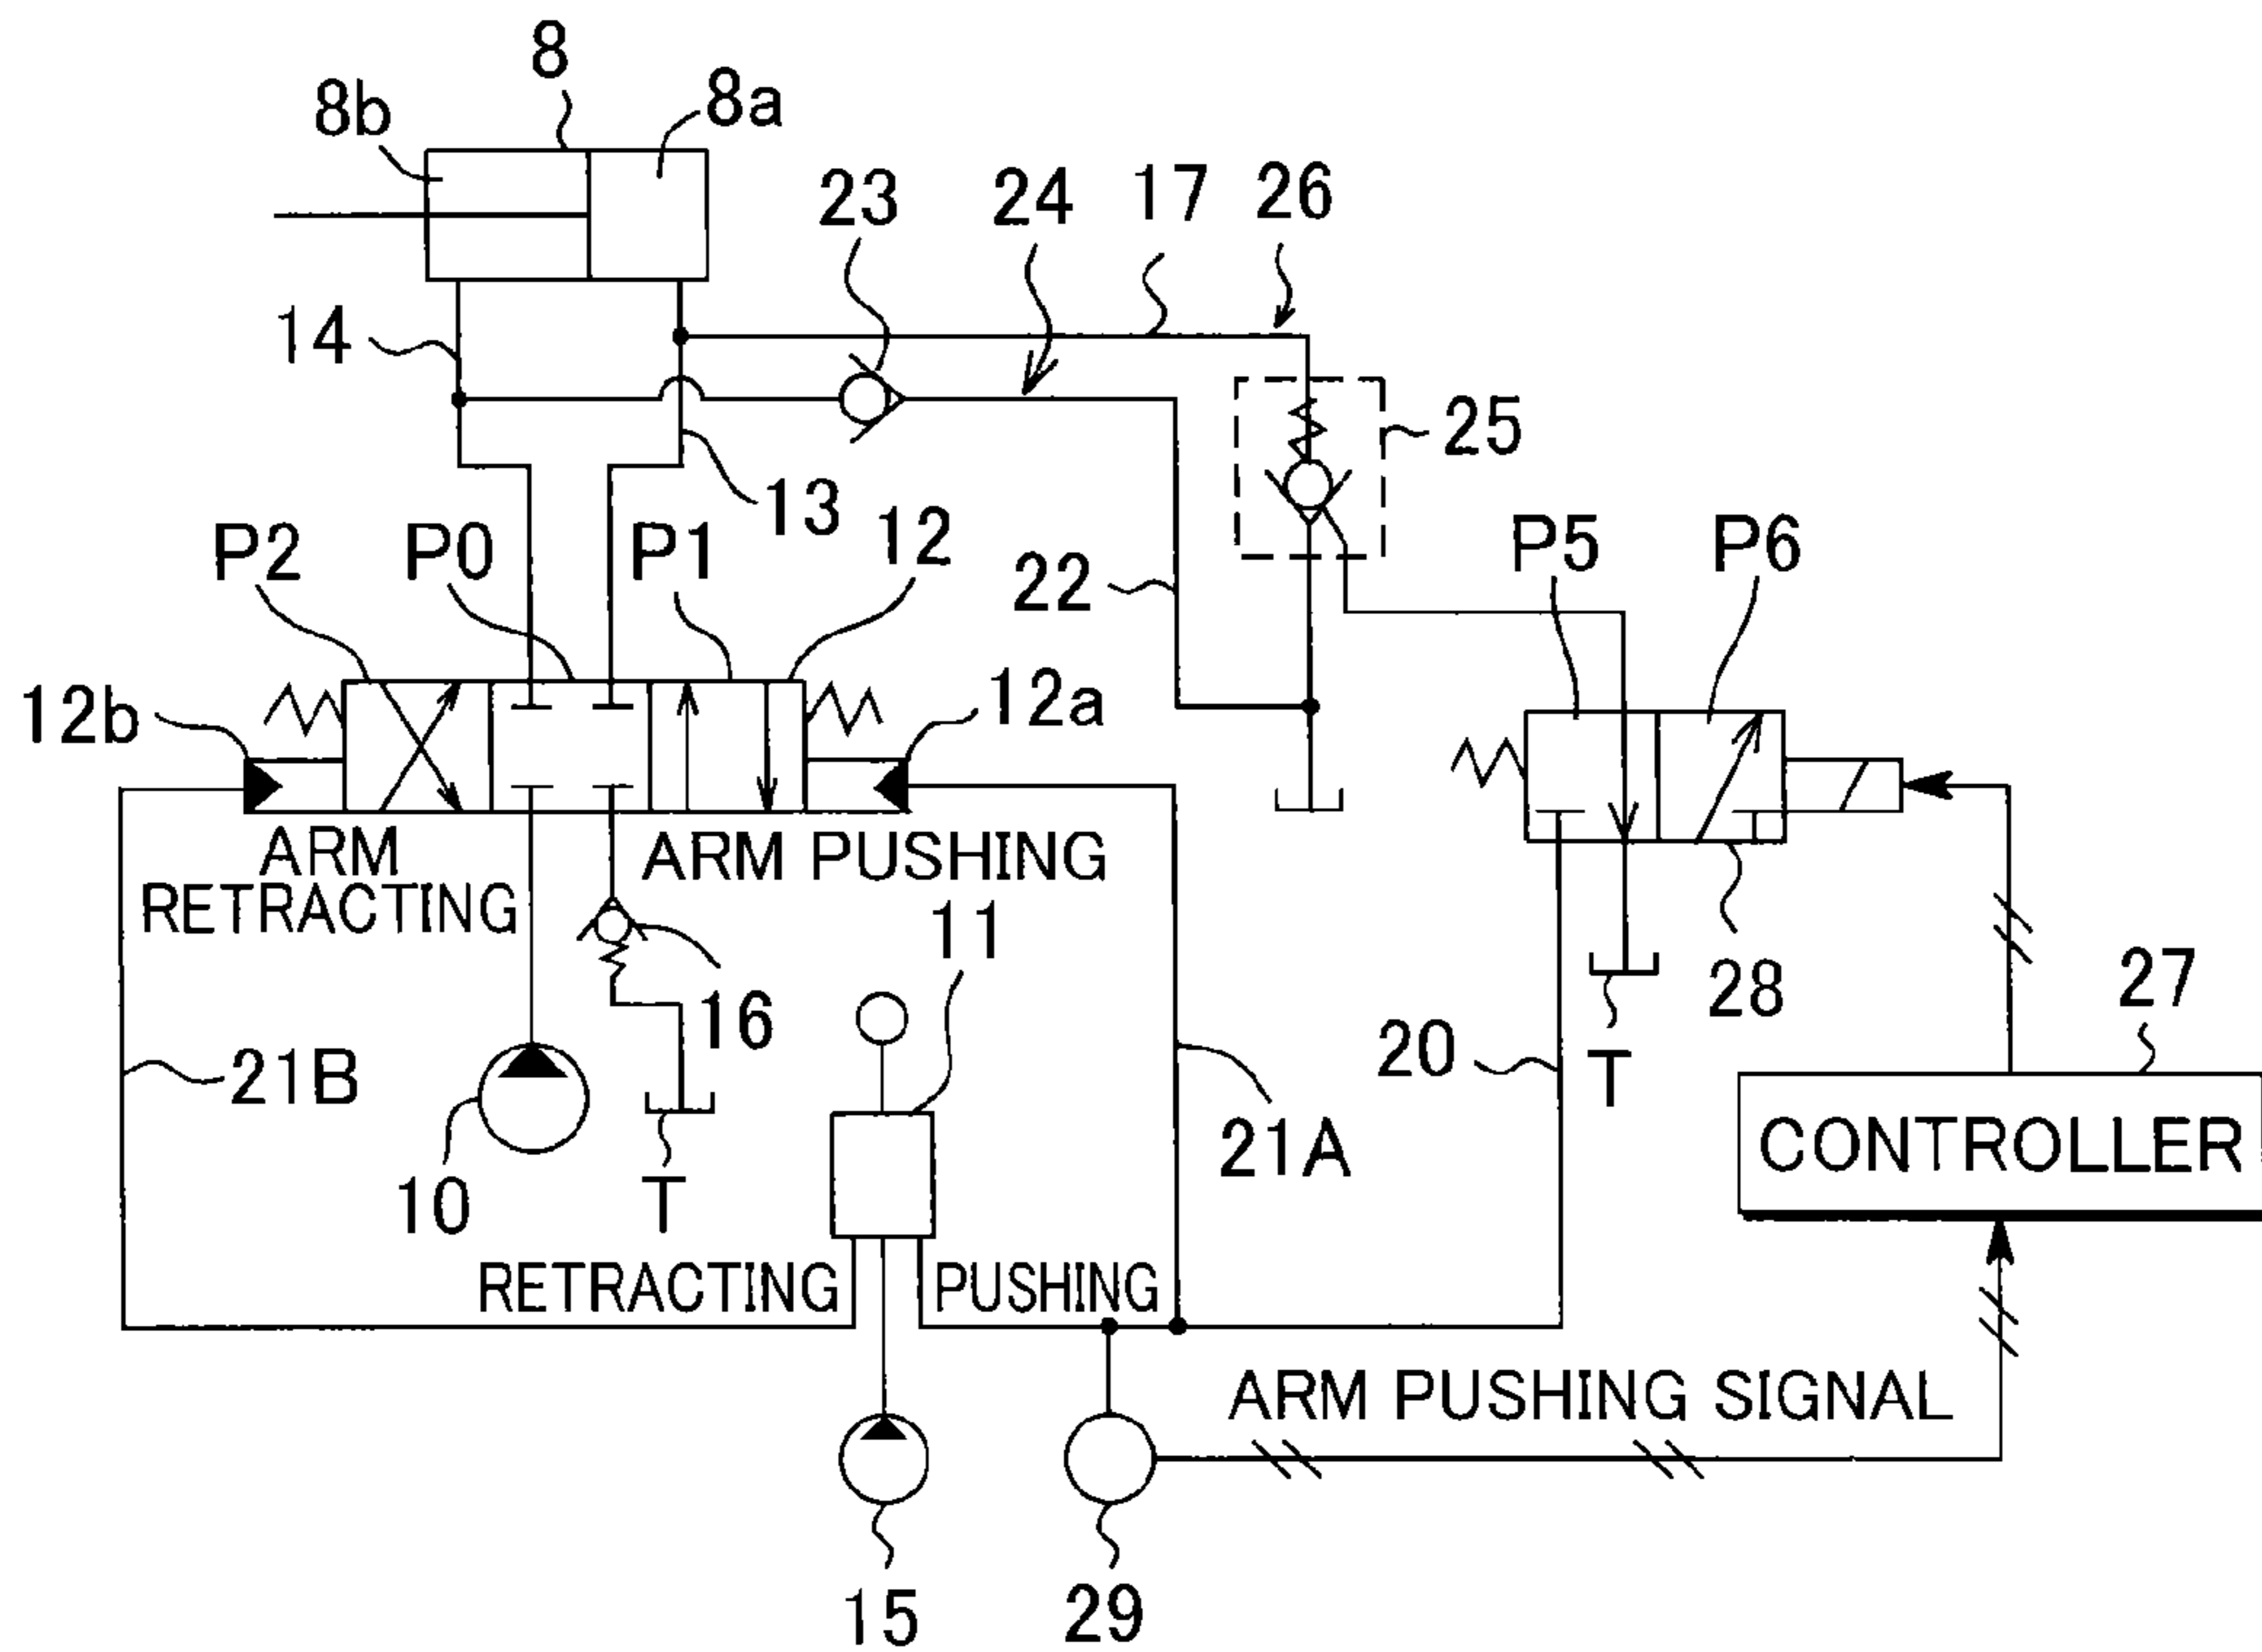 8
8b
8a
23
24
17
26
14
25
13
P2
P0
P1
12
22
P5
P6
12b
12a
ARM
RETRACTING
ARM PUSHING
11
16
28
27
21B
20
T
10
T
21A
CONTROLLER
RETRACTING
PUSHING
ARM PUSHING SIGNAL
15
29